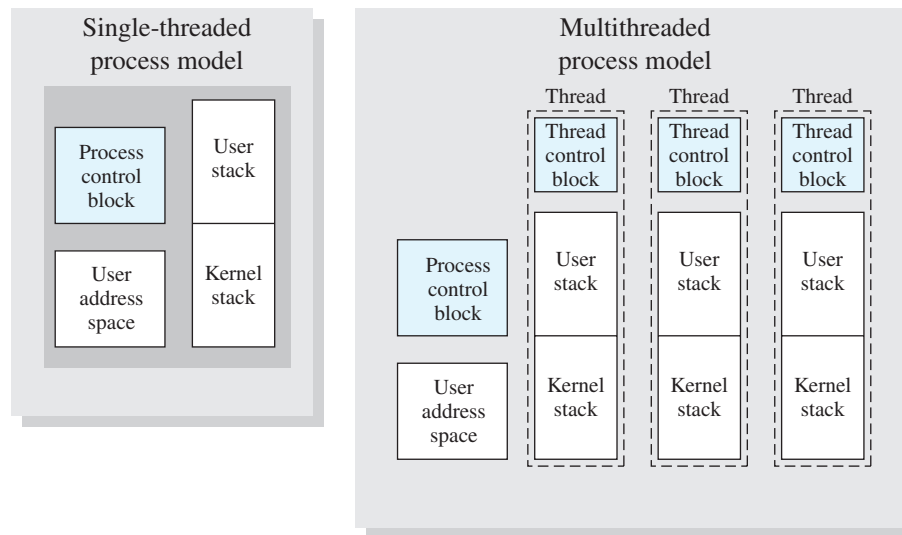 Single-threaded
process model
Process
control
block
User
address
space
User
stack
Kernel
stack
Multithreaded
process model
Process
control
block
User
address
space
Thread
Thread
control
block
User
stack
Kernel
stack
Thread
Thread
control
block
User
stack
Kernel
stack
Thread
Thread
control
block
User
stack
Kernel
stack